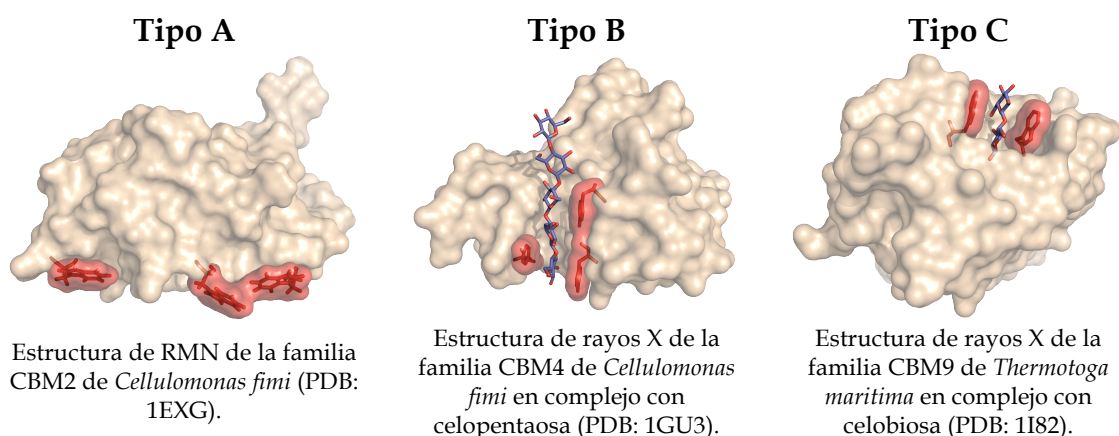 Tipo A
Estructura de RMN de la familia
CBM2 de Cellulomonas fimi (PDB:
1EXG).
Tipo B
Estructura de rayos X de la
familia CBM4 de Cellulomonas
fimi en complejo con
celopentaosa (PDB: 1GU3).
Tipo C
Estructura de rayos X de la
familia CBM9 de Thermotoga
maritima en complejo con
celobiosa (PDB: 1I82).